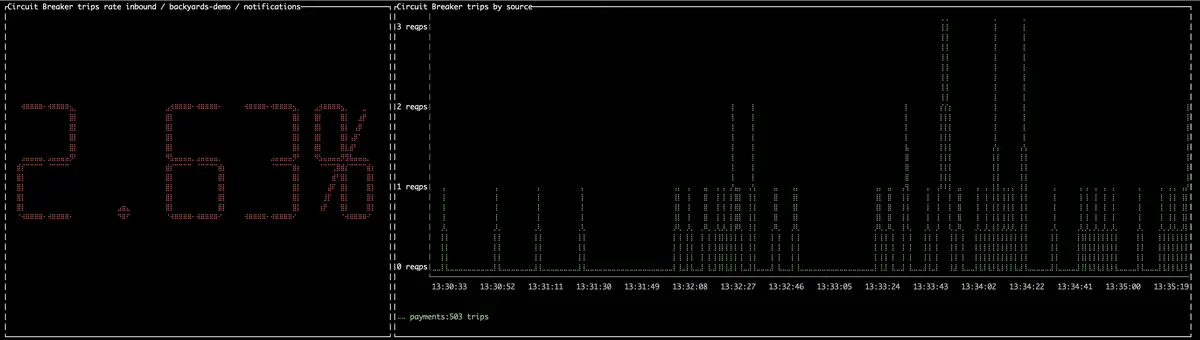 Circuit Breaker trips rate inbound / backyards-demo / notifications
2.63%
Circuit Breaker trips by source
3 reqps
2 reqps
1 reqps
0 reqps
13:30:33 13:30:52 13:31:11 13:31:30 13:31:49 13:32:08 13:32:27 13:32:46 13:33:05 13:33:24 13:33:43 13:34:02 13:34:22 13:34:41 13:35:00 13:35:19
payments:503 trips